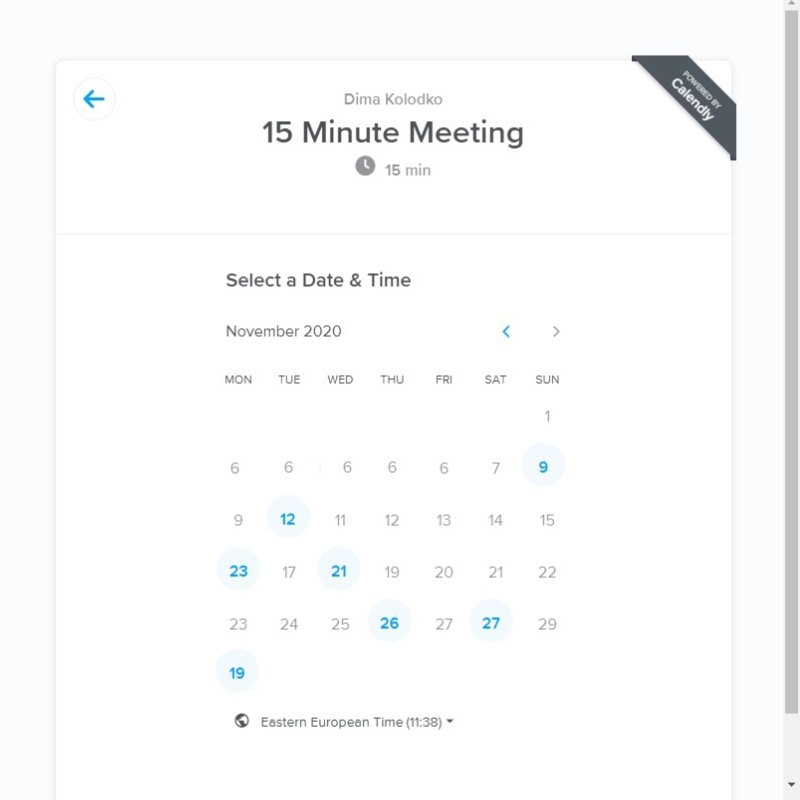 Dima Kolodko
15 Minute Meeting
15 min
POWERED BY
Calendly
Select a Date & Time
November 2020
MON TUE WED THU FRI SAT SUN
1
6 6 6 6 6 7 9
9 12 11 12 13 14 15
23 17 21 19 20 21 22
23 24 25 26 27 27 29
19
Eastern European Time (11:38)